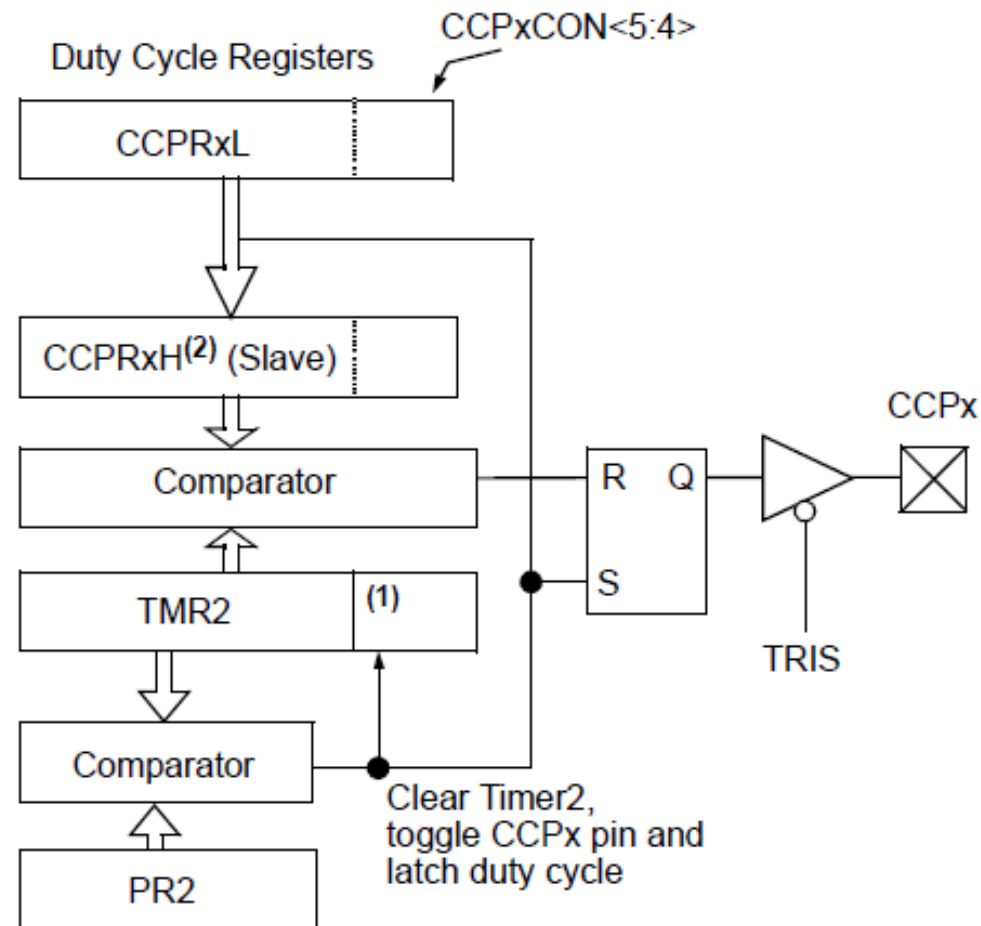 CCPxCON<5:4>
Duty Cycle Registers
CCPRxL
CCPRxH(2) (Slave)
CCPx
Comparator
R Q
TMR2
(1)
S
TRIS
Comparator
Clear Timer2,
toggle CCPx pin and
latch duty cycle
PR2